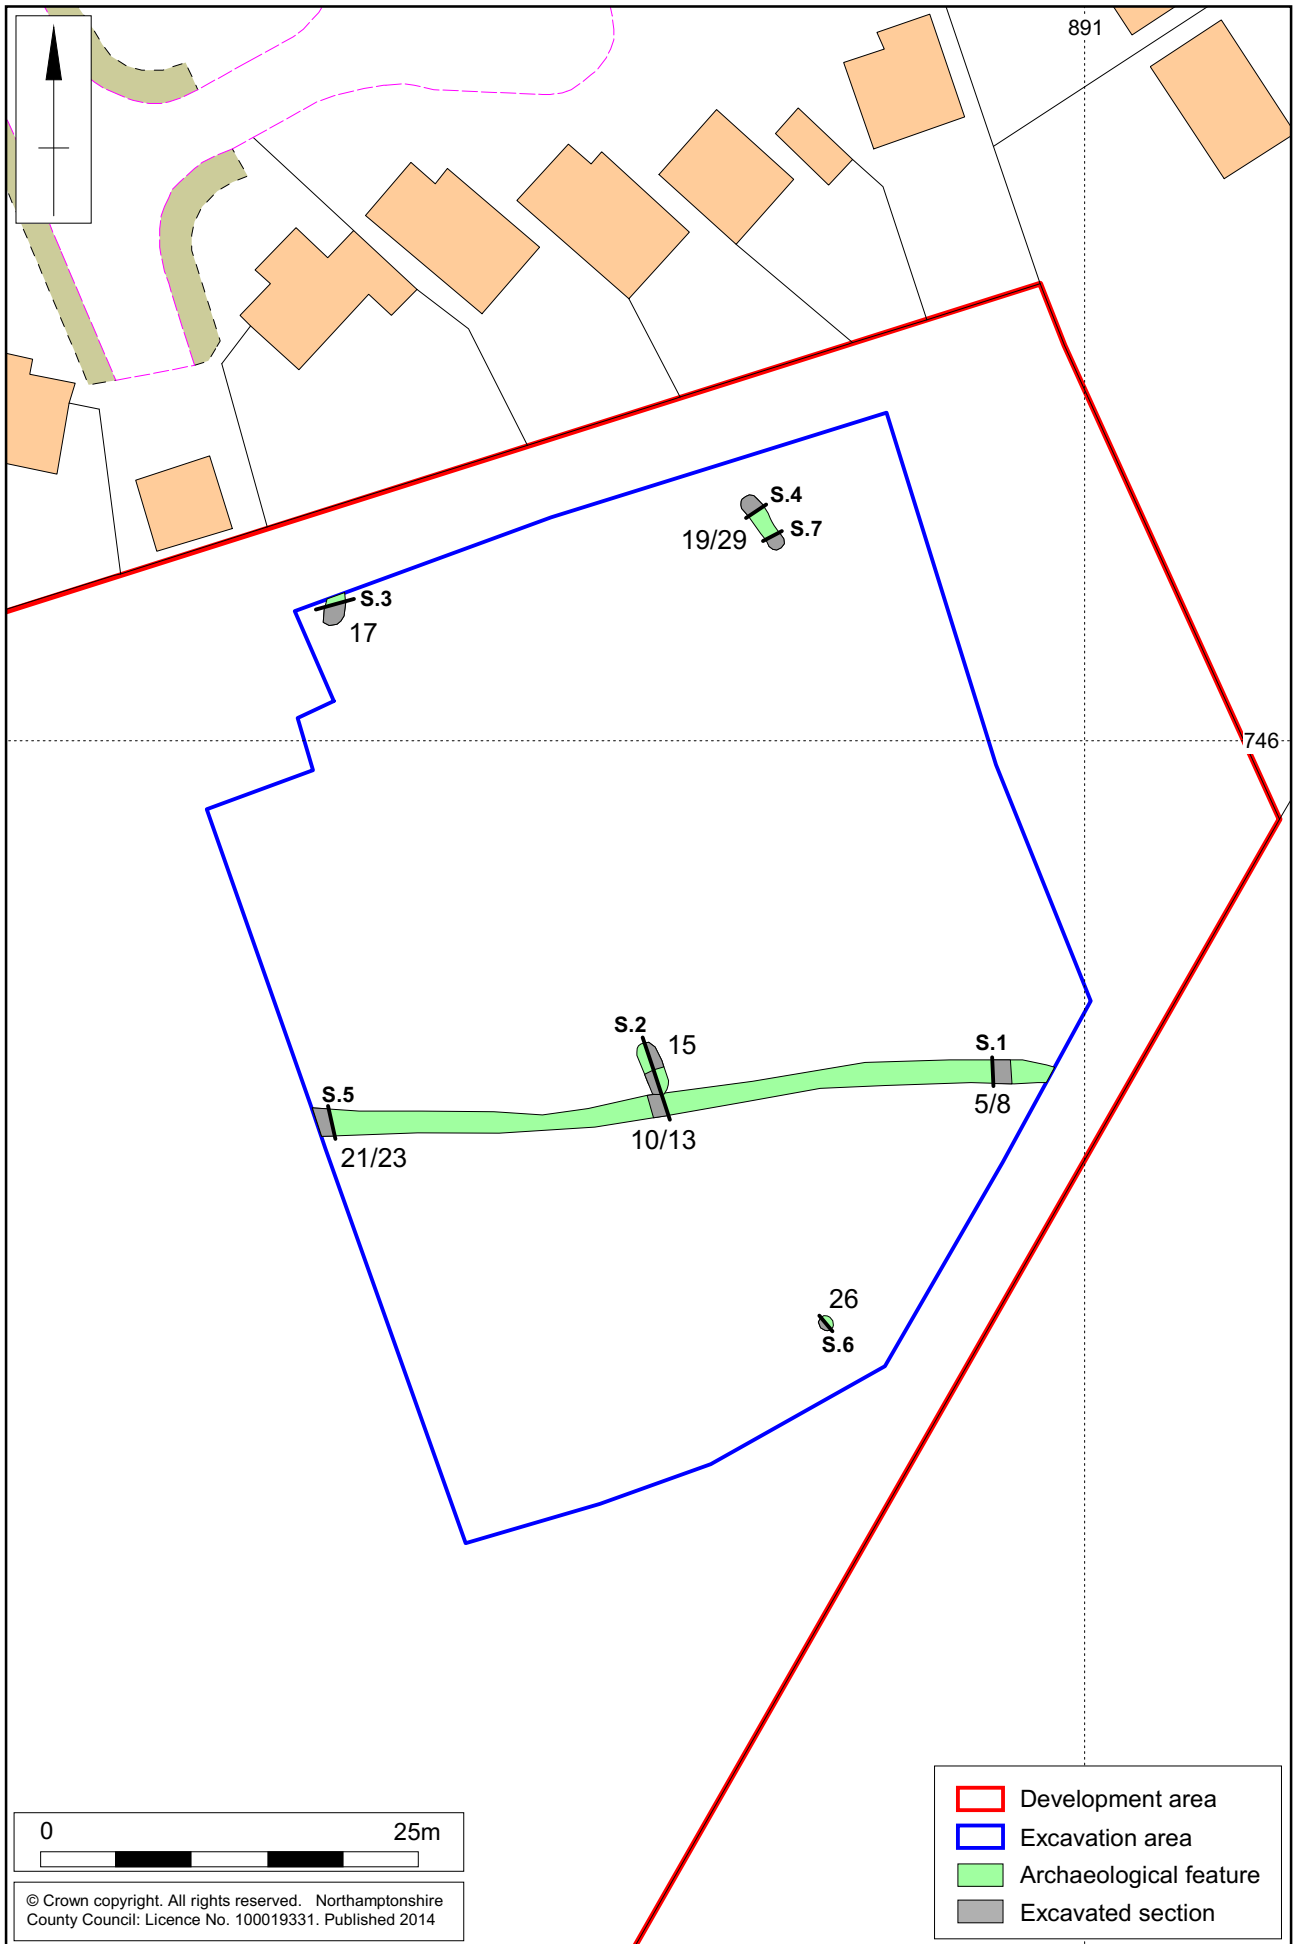 891
S.4
S.7
19/29
S.3
17
746
S.2
15
S.1
5/8
S.5
10/13
21/23
26
S.6
Development area
Excavation area
Archaeological feature
Excavated section
0 25m
© Crown copyright. All rights reserved. Northamptonshire
County Council: Licence No. 100019331. Published 2014